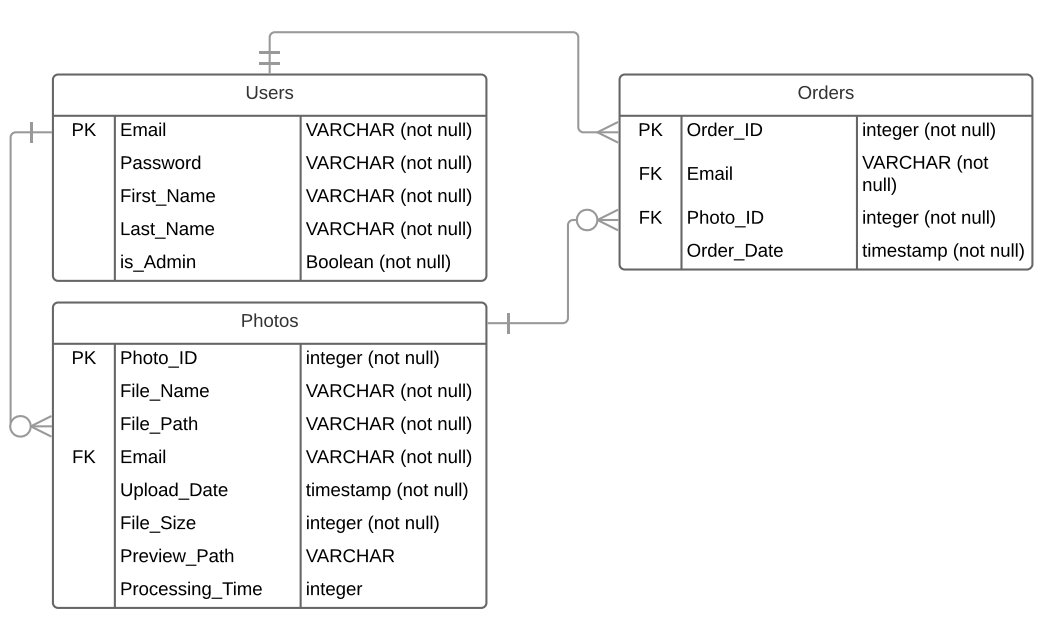 Users
PK Email VARCHAR (not null)
Password VARCHAR (not null)
First_Name VARCHAR (not null)
Last_Name VARCHAR (not null)
is_Admin Boolean (not null)
Orders
PK Order_ID integer (not null)
FK Email VARCHAR (not
null)
FK Photo_ID integer (not null)
Order_Date timestamp (not null)
Photos
PK Photo_ID integer (not null)
File_Name VARCHAR (not null)
File_Path VARCHAR (not null)
FK Email VARCHAR (not null)
Upload_Date timestamp (not null)
File_Size integer (not null)
Preview_Path VARCHAR
Processing_Time integer